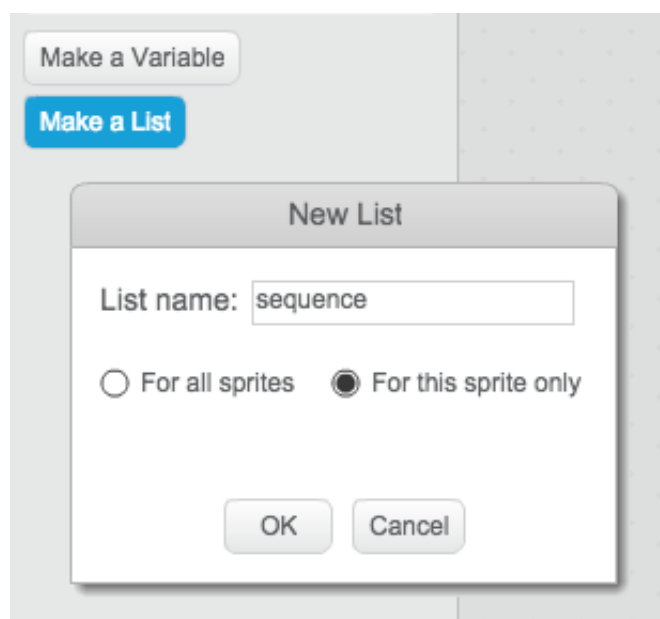 Make a Variable
Make a List
New List
List name: sequence
For all sprites For this sprite only
OK Cancel